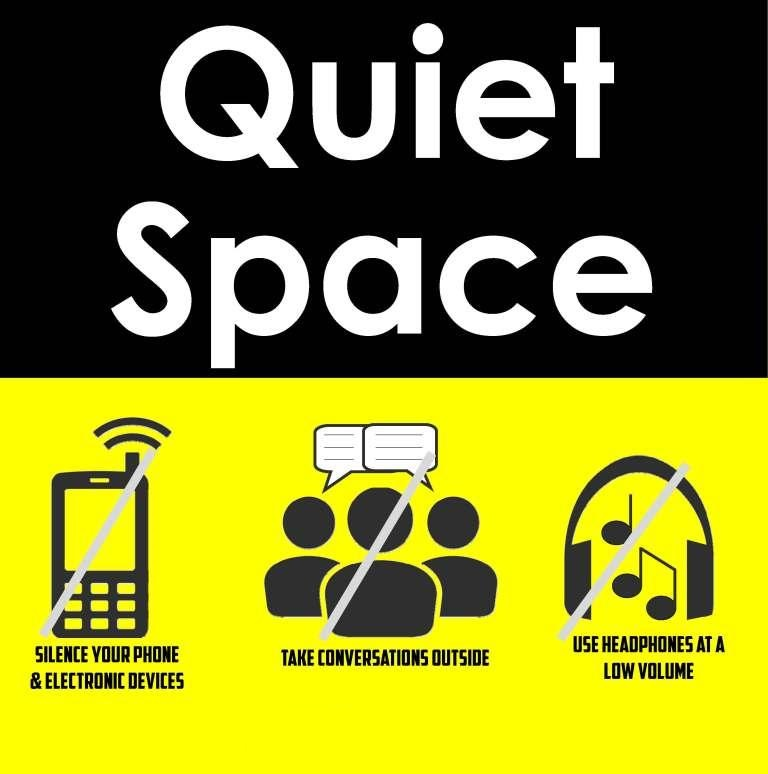 Quiet
Space
SILENCE YOUR PHONE
& ELECTRONIC DEVICES
TAKE CONVERSATIONS OUTSIDE
USE HEADPHONES AT A
LOW VOLUME